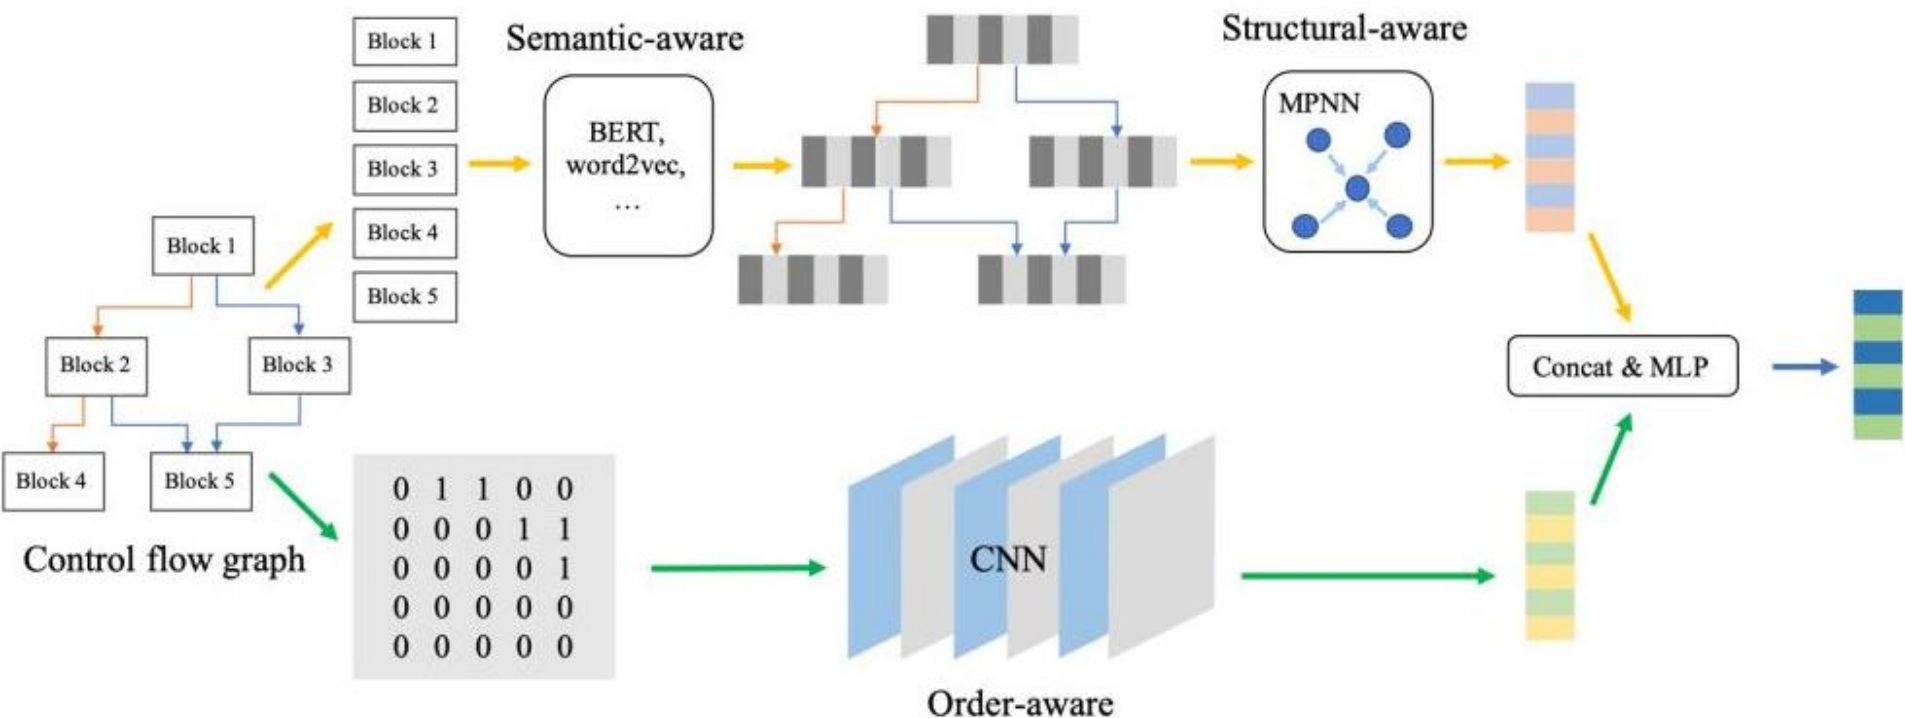 Block 1
Block 2
Block 3
Block 4
Block 5
Semantic-aware
BERT,
word2vec,
...
Structural-aware
MPNN
Block 1
Block 2
Block 3
Block 4
Block 5
Control flow graph
0 1 1 0 0
0 0 0 1 1
0 0 0 0 1
0 0 0 0 0
0 0 0 0 0
CNN
Order-aware
Concat & MLP